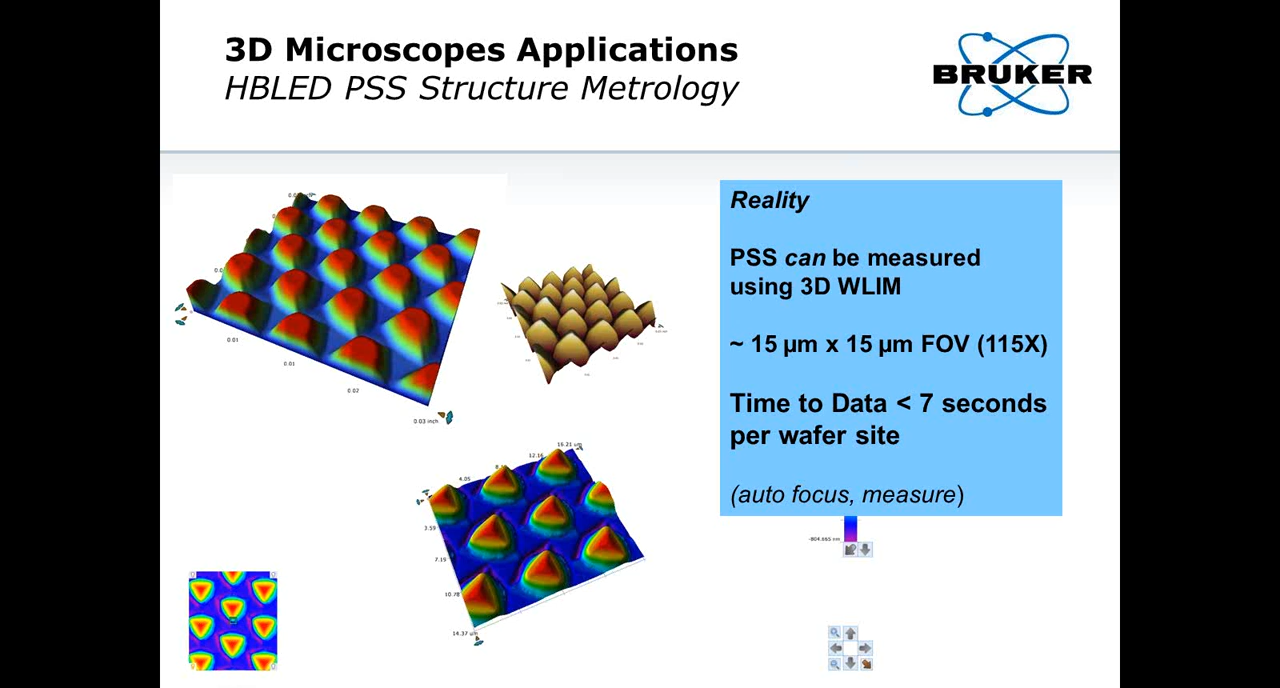 3D Microscopes Applications
HBLED PSS Structure Metrology
BRUKER
Reality
PSS can be measured
using 3D WLIM
~ 15 µm x 15 µm FOV (115X)
Time to Data < 7 seconds
per wafer site
(auto focus, measure)
0.01
0.01
0.02
0.03 inch
16.21 µm
12.16
4.05
3.59
7.19
10.78
14.37 µm
-804.665 nm